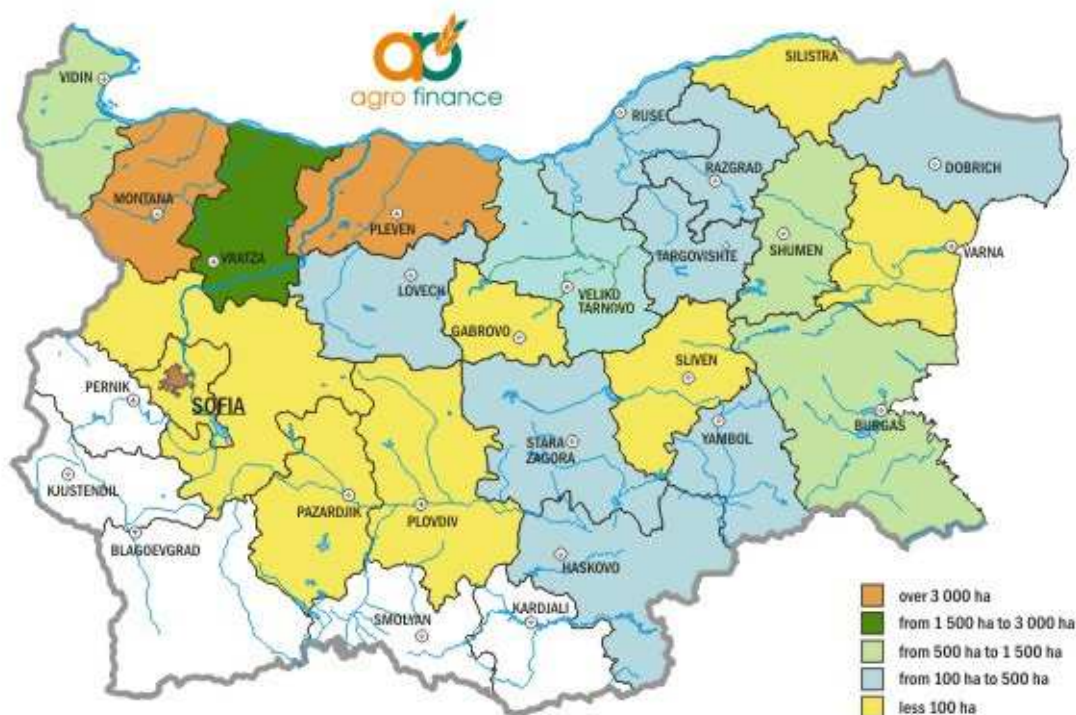 agro finance
SILISTRA
VIDIN
RUSE
DOBRICH
RAZGRAD
MONTANA
PLEVEN
VRATZA
LOVECH
TARGOVISHTE
SHUMEN
VARNA
VELIKO
TARNOVO
GABROVO
SLIVEN
PERNIK
SOFIA
BURGAS
YAMBOL
STARA
ZAGORA
KJUSTENDIL
PAZARDJIK
PLOVDIV
BLAGOEVGRAD
HASKOVO
SMOLYAN
KARDJALI
over 3 000 ha
from 1 500 ha to 3 000 ha
from 500 ha to 1 500 ha
from 100 ha to 500 ha
less 100 ha